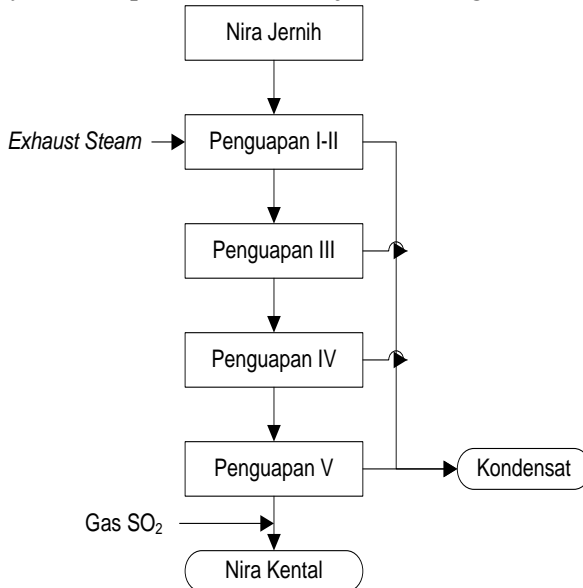 Nira Jernih
Exhaust Steam
Penguapan I-II
Penguapan III
Penguapan IV
Penguapan V
Kondensat
Gas SO₂
Nira Kental